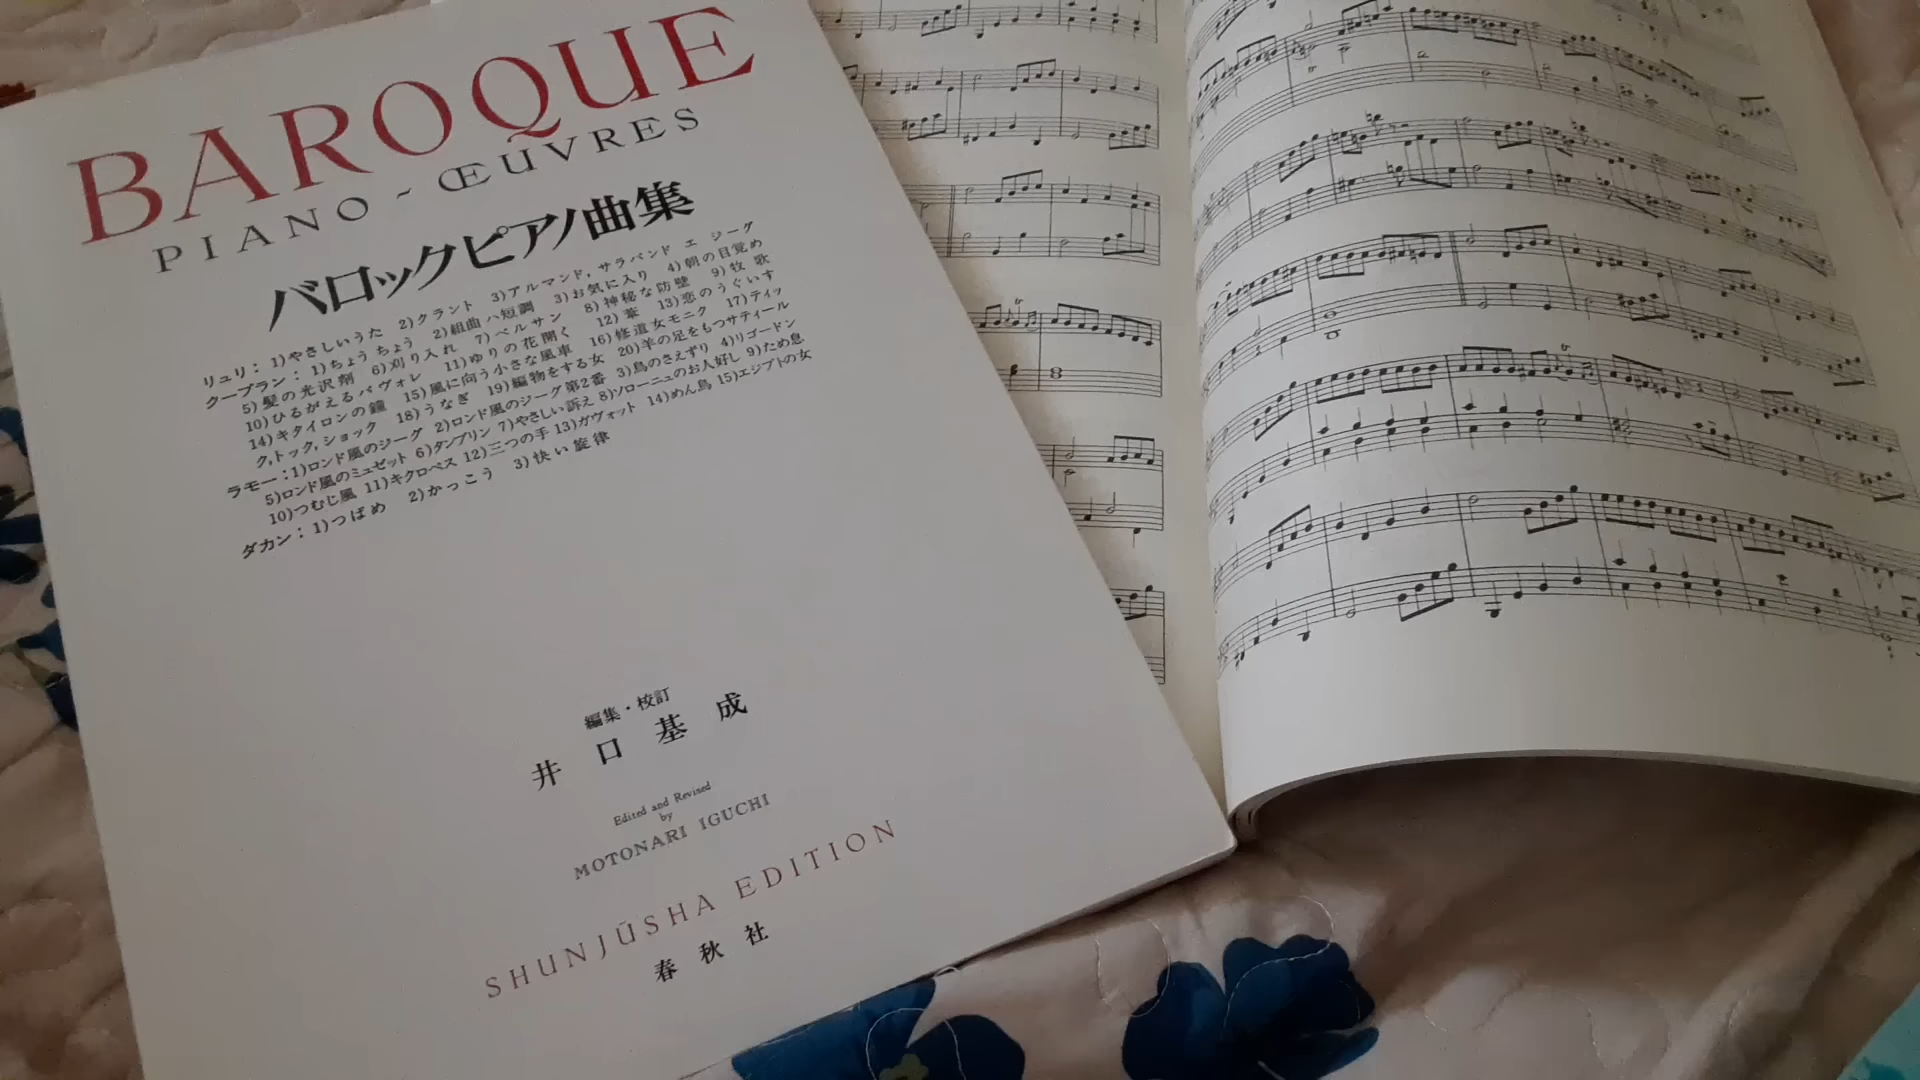 BAROQUE
PIANO - ŒUVRES
バロックピアノ曲集
リュリ: 1)やさしいうた 2)クラント 3)アルマンド, サラバンド エ ジーグ
クープラン: 1)ちょう ちょう 2)組曲 ハ短調 3)お気に入り 4)朝の目覚め
5)髪の光沢剤 6)刈り入れ 7)ベルサン 8)神秘な防壁 9)牧 歌
10)ひるがえるバヴォレ 11)ゆりの花開く 12)葦 13)恋のうぐいす
14)キタイロンの鐘 15)風に向う小さな風車 16)修道女モニク 17)ティッ
ク,トック,ショック 18)うなぎ 19)編物をする女 20)羊の足をもつサティール
ラモー:1)ロンド風のジーグ 2)ロンド風のジーグ第2番 3)鳥のさえずり 4)リゴードン
5)ロンド風のミュゼット 6)タンブリン 7)やさしい訴え 8)ソローニュのお人好し 9)ため息
10)つむじ風 11)キクロペス 12)三つの手 13)ガヴォット 14)めん鳥 15)エジプトの女
ダカン: 1)つばめ 2)かっこう 3)快い旋律
編集・校訂
井口基成
Edited and Revised
by
MOTONARI IGUCHI
SHUNJŪSHA EDITION
春秋社